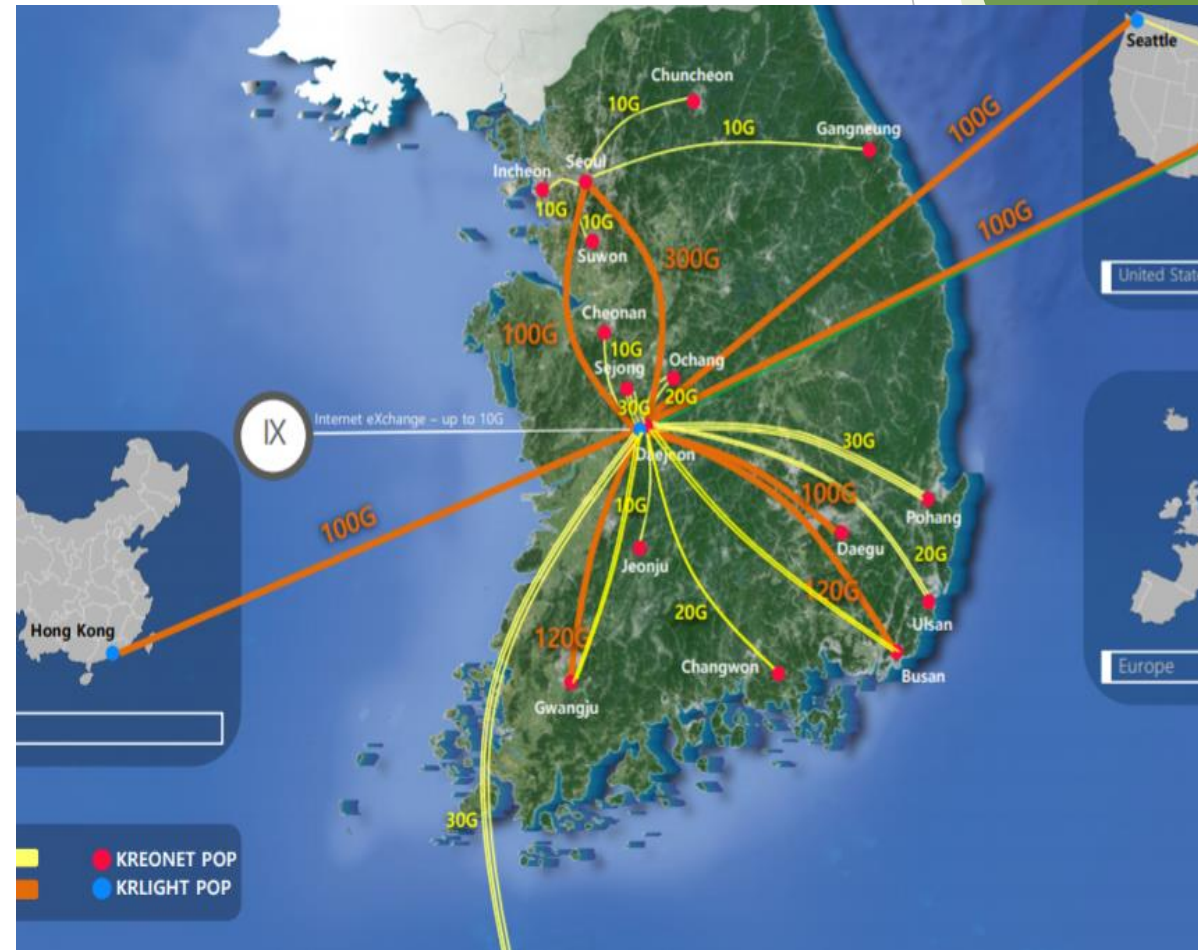 Seattle
Chuncheon
10G
100G
10G
Gangneung
Seoul
Incheon
10G
10G
Suwon
300G
100G
United Stat
Cheonan
100G
10G
Ochang
Sejong
20G
30G
IX
Internet eXchange – up to 10G
Daejeon
30G
100G
10G
100G
Pohang
Daegu
Jeonju
20G
120G
20G
Ulsan
Hong Kong
120G
Changwon
Busan
Europe
Gwangju
30G
KREONET POP
KRLIGHT POP